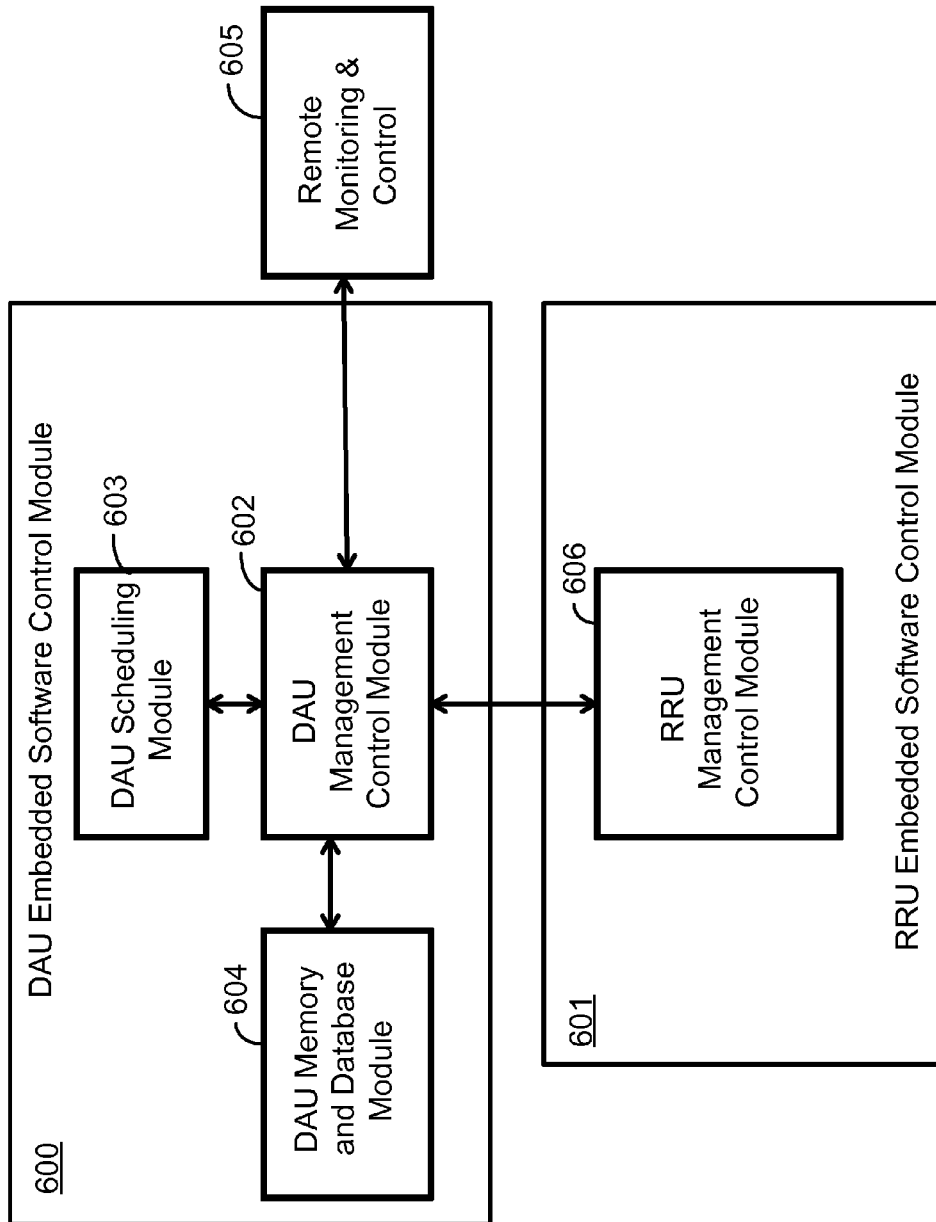 600
DAU Embedded Software Control Module
603
DAU Scheduling
Module
604
DAU Memory
and Database
Module
602
DAU
Management
Control Module
605
Remote
Monitoring &
Control
601
606
RRU
Management
Control Module
RRU Embedded Software Control Module